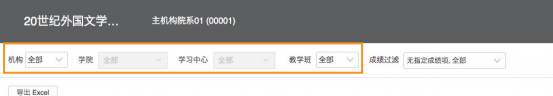 20世纪外国文学... 主机构院系01 (00001)
机构 全部 学院 全部 学习中心 全部 教学班 全部 成绩过滤 无指定成绩项, 全部
导出 Excel